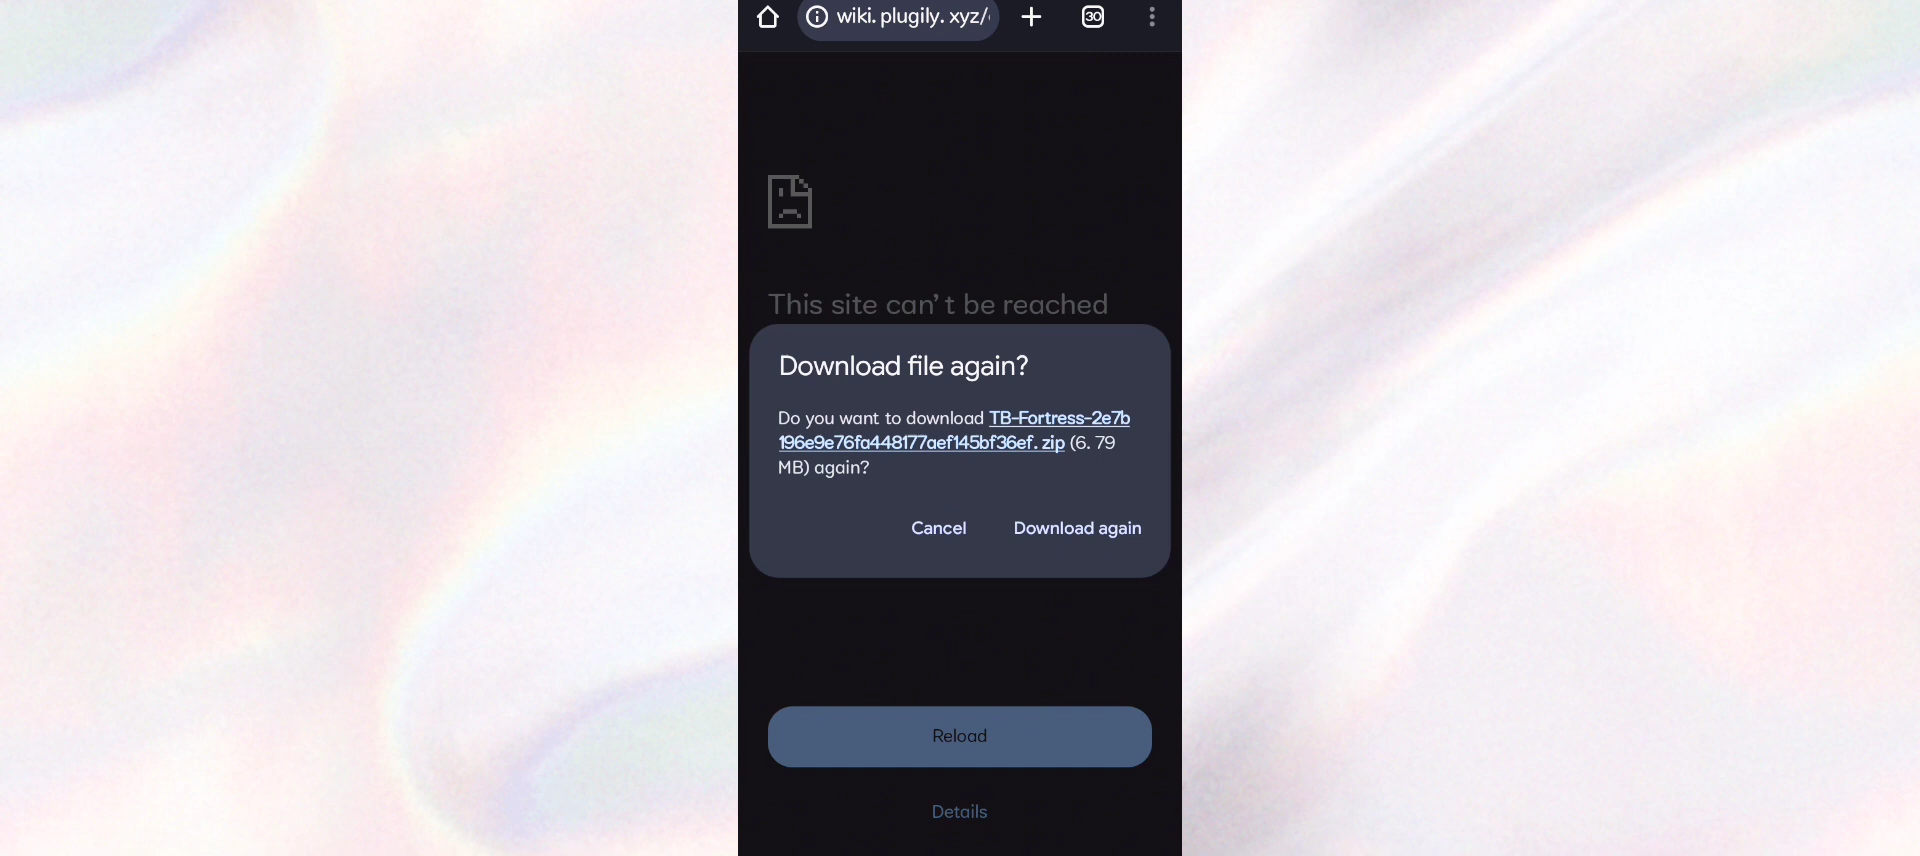 wiki. plugily. xyz/
30
This site can’t be reached
Download file again?
Do you want to download TB-Fortress-2e7b
196e9e76fa448177aef145bf36ef. zip (6. 79
MB) again?
Cancel Download again
Reload
Details